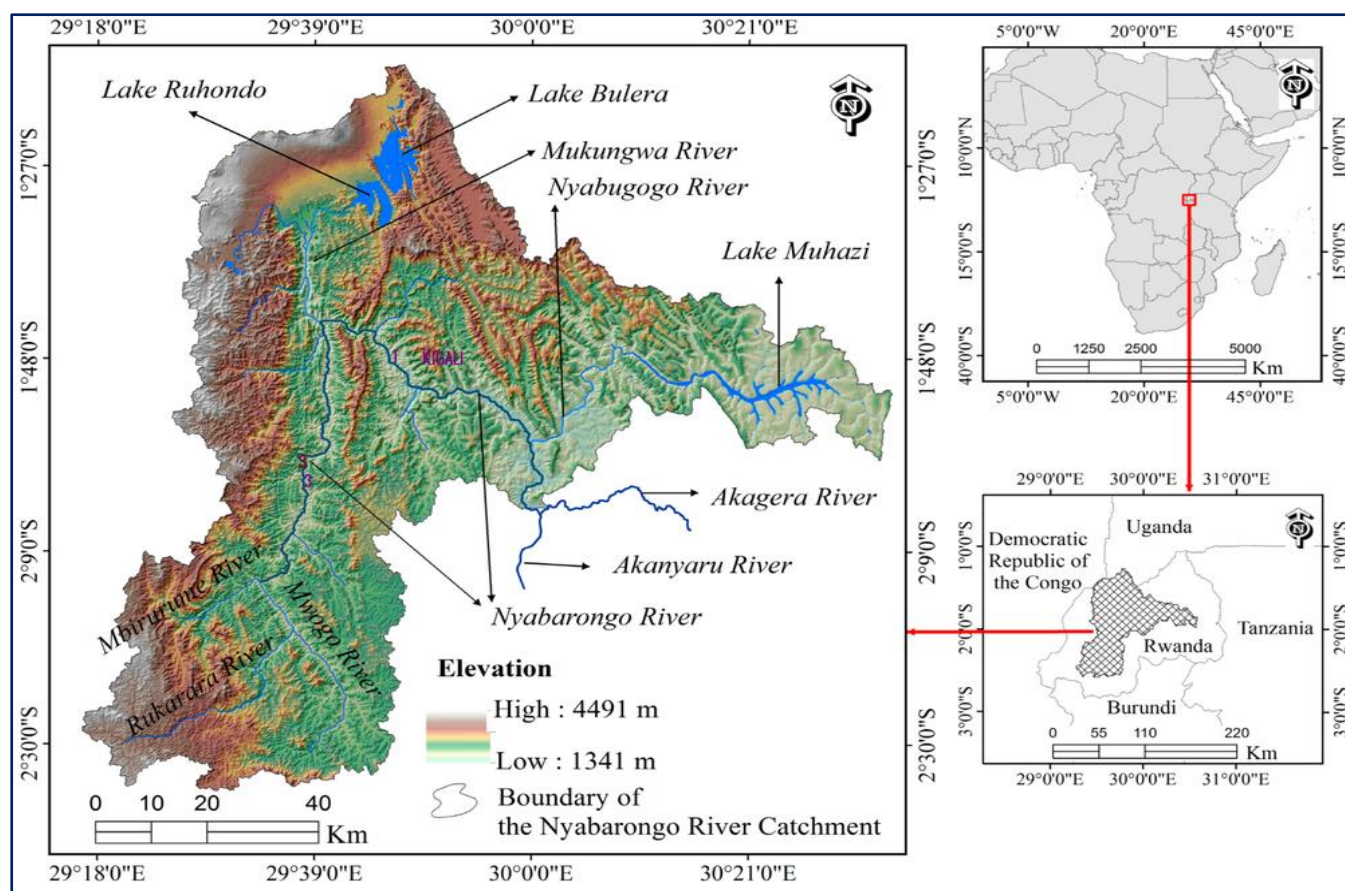 29°18'0"E 29°39'0"E 30°0'0"E 30°21'0"E
Lake Ruhondo
Lake Bulera
N
Mukungwa River
Nyabugogo River
Lake Muhazi
1°27'0"S
1°27'0"S
1°48'0"S
1°48'0"S
1 KIGALI
3
3
Akagera River
Akanyaru River
Nyabarongo River
2°9'0"S
2°9'0"S
Mbirurume River
Mwogo River
Rukarara River
2°30'0"S
2°30'0"S
Elevation
High : 4491 m
Low : 1341 m
Boundary of
the Nyabarongo River Catchment
0 10 20 40
Km
29°18'0"E 29°39'0"E 30°0'0"E 30°21'0"E
5°0'0"W 20°0'0"E 45°0'0"E
N
10°0'0"N
10°0'0"N
15°0'0"S
15°0'0"S
40°0'0"S
40°0'0"S
0 1250 2500 5000
Km
5°0'0"W 20°0'0"E 45°0'0"E
29°0'0"E 30°0'0"E 31°0'0"E
N
Uganda
Democratic
Republic of
the Congo
Rwanda
Tanzania
Burundi
1°0'0"S
1°0'0"S
2°0'0"S
2°0'0"S
3°0'0"S
3°0'0"S
0 55 110 220
Km
29°0'0"E 30°0'0"E 31°0'0"E